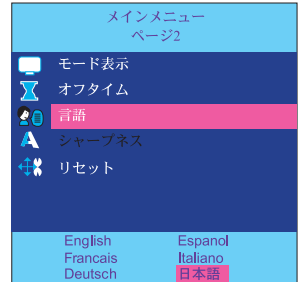 メインメニュー
ページ2
モード表示
オフタイム
言語
シャープネス
リセット
English Espanol
Francais Italiano
Deutsch 日本語